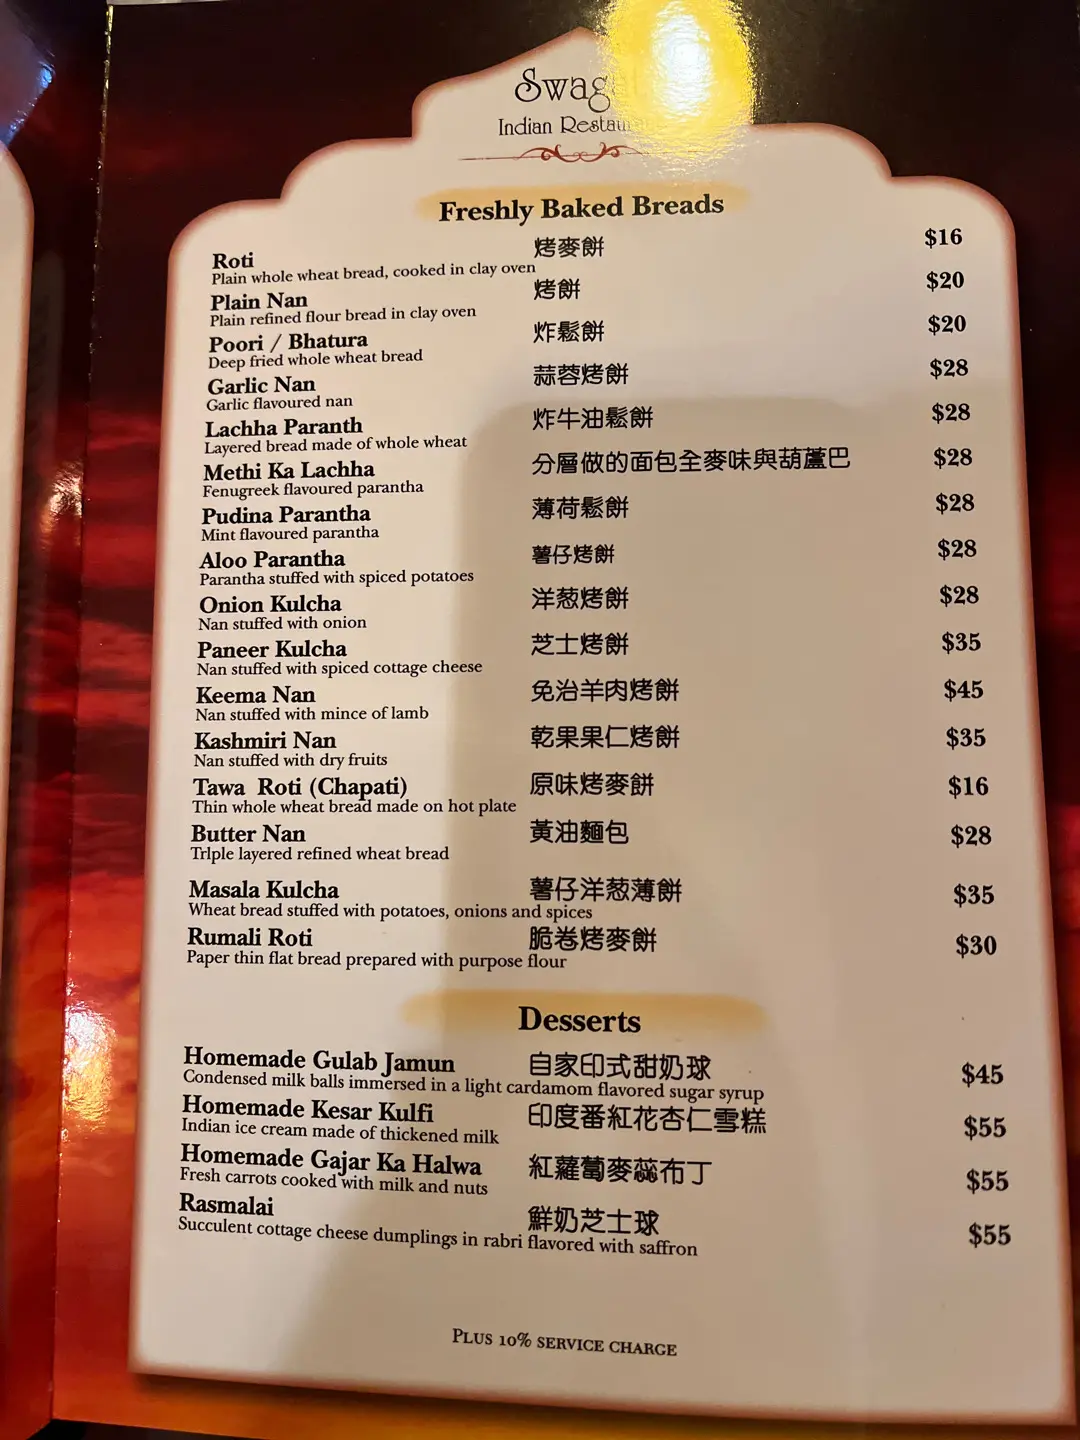 Indian
Freshly Baked Breads
Roti 烤麥餅 $16
Plain whole wheat bread, cooked in clay oven
Plain Nan 烤餅 $20
Plain refined flour bread in clay oven
Poori / Bhatura 炸鬆餅 $20
Deep fried whole wheat bread
Garlic Nan 蒜蓉烤餅 $28
Garlic flavoured nan
Lachha Paranth 炸牛油鬆餅 $28
Layered bread made of whole wheat
Methi Ka Lachha 分層做的面包全麥味與葫蘆巴 $28
Fenugreek flavoured parantha
Pudina Parantha 薄荷鬆餅 $28
Mint flavoured parantha
Aloo Parantha 薯仔烤餅 $28
Parantha stuffed with spiced potatoes
Onion Kulcha 洋葱烤餅 $28
Nan stuffed with onion
Paneer Kulcha 芝士烤餅 $35
Nan stuffed with spiced cottage cheese
Keema Nan 免治羊肉烤餅 $45
Nan stuffed with mince of lamb
Kashmiri Nan 乾果果仁烤餅 $35
Nan stuffed with dry fruits
Tawa Roti (Chapati) 原味烤麥餅 $16
Thin whole wheat bread made on hot plate
Butter Nan 黃油麵包 $28
Trlple layered refined wheat bread
Masala Kulcha 薯仔洋葱薄餅 $35
Wheat bread stuffed with potatoes, onions and spices
Rumali Roti 脆卷烤麥餅 $30
Paper thin flat bread prepared with purpose flour
Desserts
Homemade Gulab Jamun 自家印式甜奶球 $45
Condensed milk balls immersed in a light cardamom flavored sugar syrup
Homemade Kesar Kulfi 印度番紅花杏仁雪糕 $55
Indian ice cream made of thickened milk
Homemade Gajar Ka Halwa 紅蘿蔔麥蕊布丁 $55
Fresh carrots cooked with milk and nuts
Rasmalai 鮮奶芝士球 $55
Succulent cottage cheese dumplings in rabri flavored with saffron
PLUS 10% SERVICE CHARGE